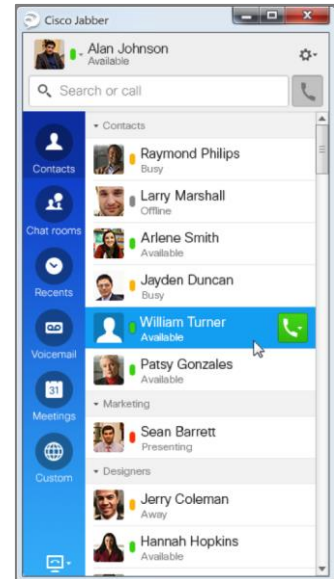 Cisco Jabber
Alan Johnson
Available
Search or call
Contacts
Chat rooms
Recents
Voicemail
31
Meetings
Custom
Contacts
Raymond Philips
Busy
Larry Marshall
Offline
Arlene Smith
Available
Jayden Duncan
Busy
William Turner
Available
Patsy Gonzales
Available
Marketing
Sean Barrett
Presenting
Designers
Jerry Coleman
Away
Hannah Hopkins
Available